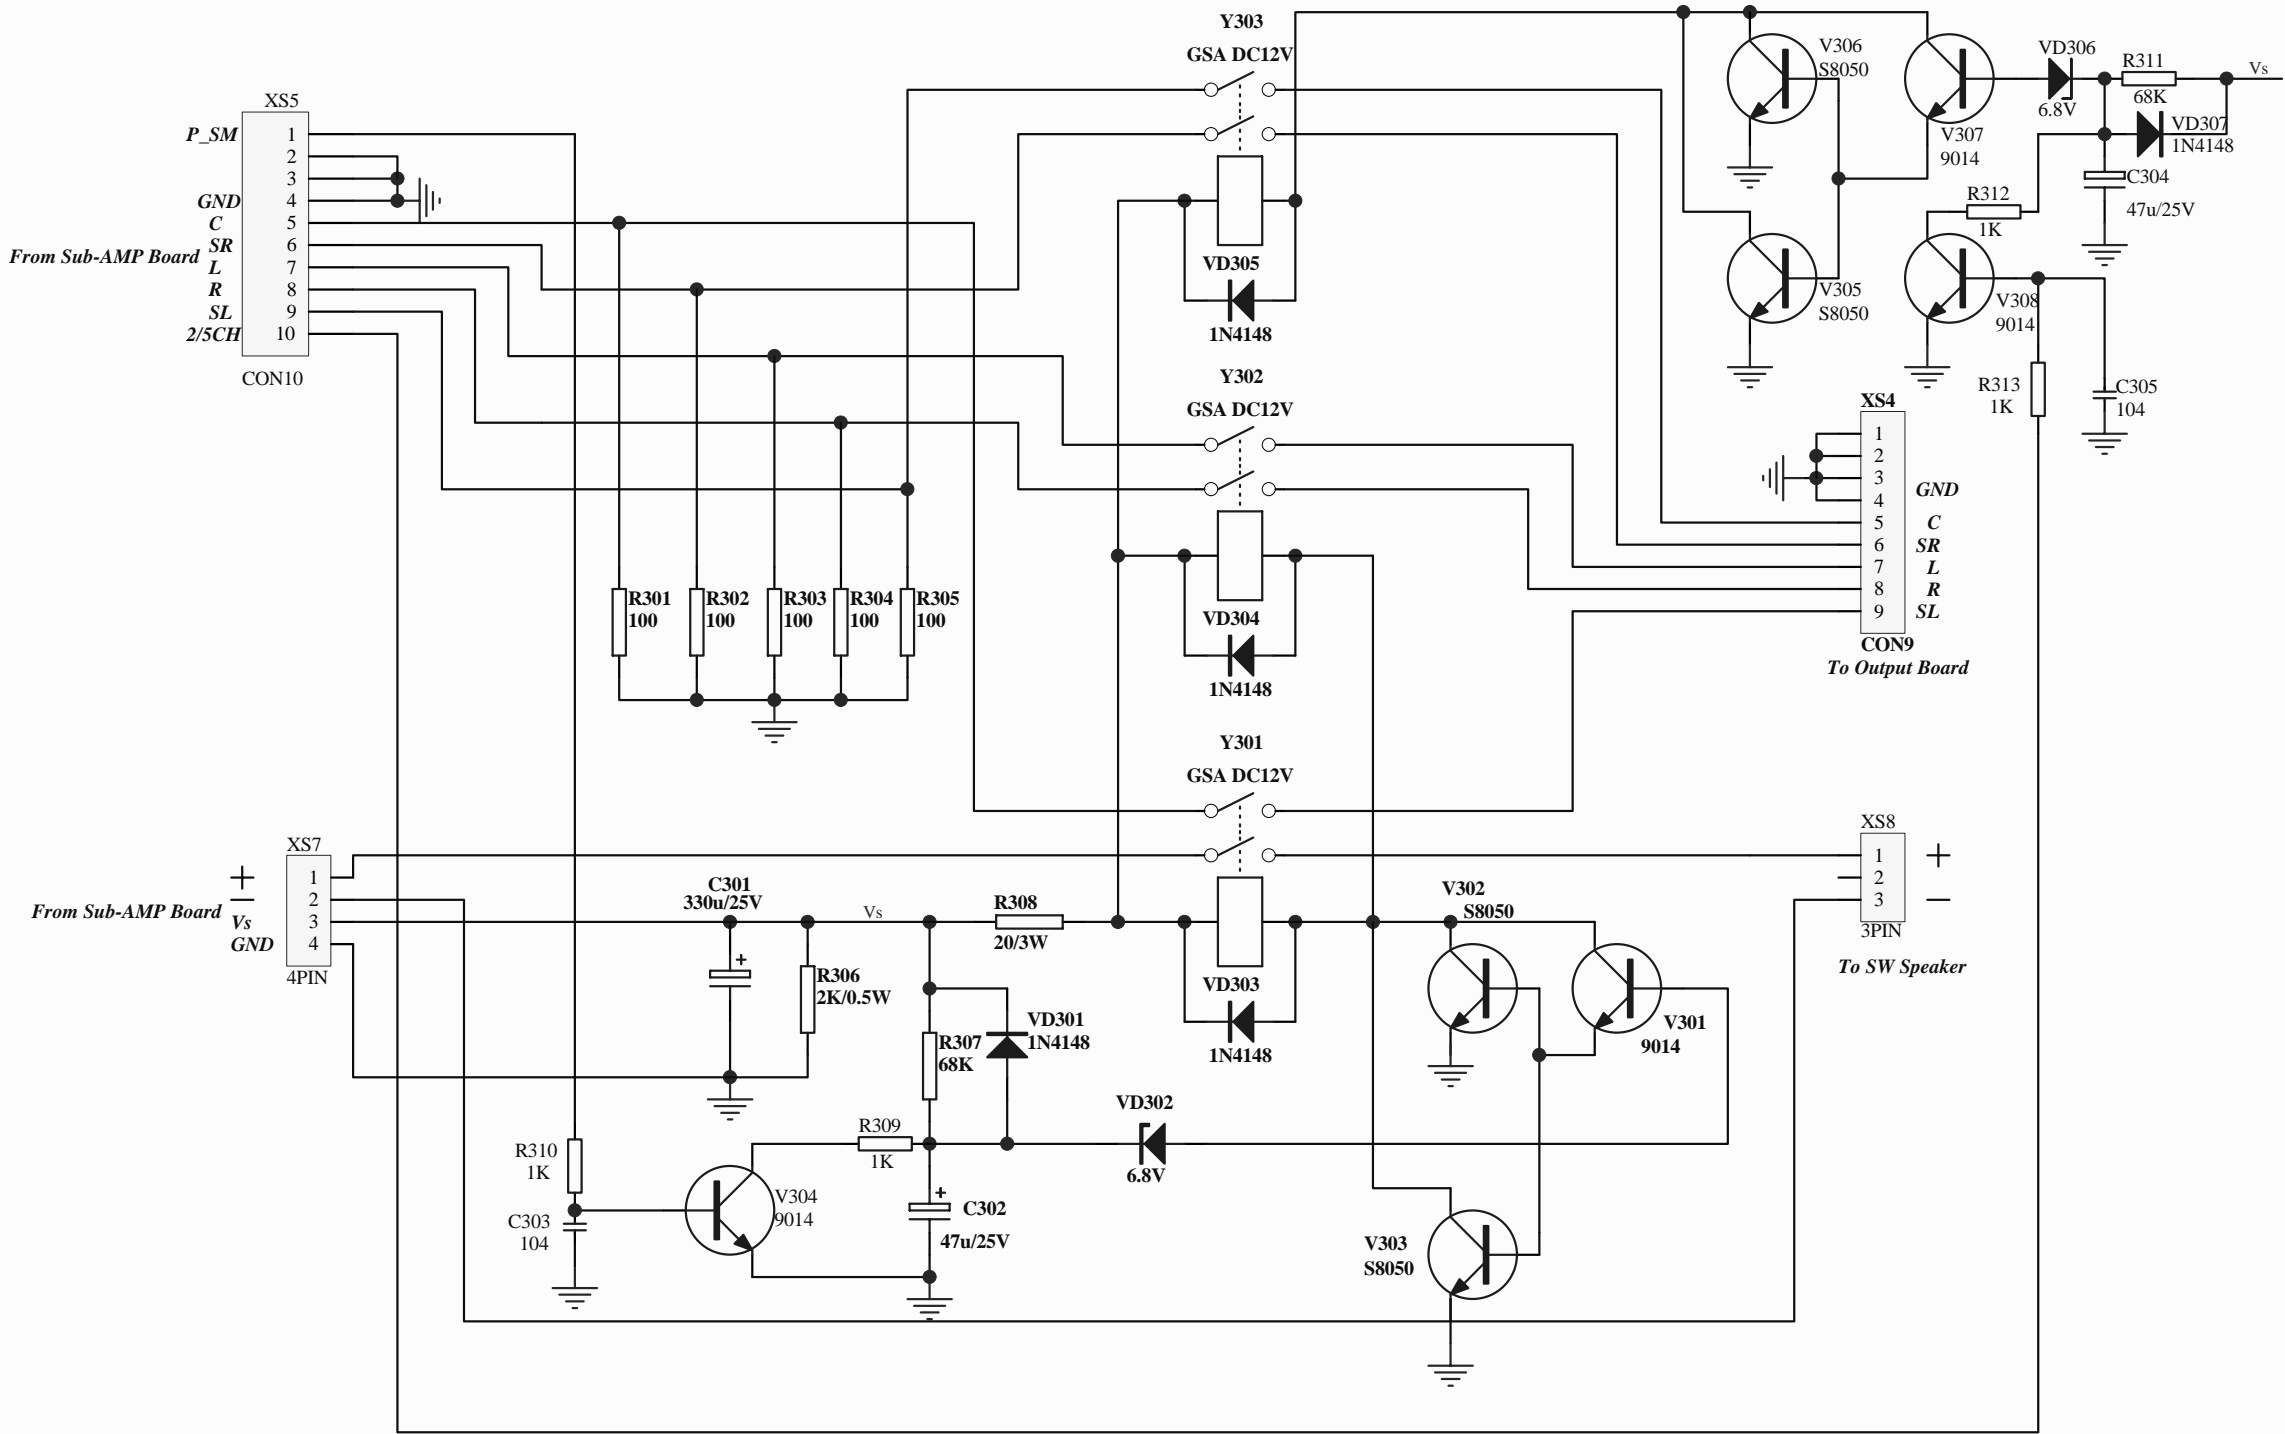 Y303
GSA DC12V
V306
S8050
V307
9014
VD306
6.8V
R311
68K
Vs
VD307
1N4148
C304
47u/25V
R312
1K
V305
S8050
V308
9014
R313
1K
C305
104
XS5
P_SM
GND
C
SR
L
R
SL
2/5CH
From Sub-AMP Board
1
2
3
4
5
6
7
8
9
10
CON10
VD305
1N4148
Y302
GSA DC12V
VD304
1N4148
XS4
1
2
3
4
5
6
7
8
9
GND
C
SR
L
R
SL
CON9
To Output Board
R301
100
R302
100
R303
100
R304
100
R305
100
Y301
GSA DC12V
VD303
1N4148
XS7
+
−
Vs
GND
From Sub-AMP Board
1
2
3
4
4PIN
C301
330u/25V
+
R306
2K/0.5W
Vs
R308
20/3W
R307
68K
VD301
1N4148
V302
S8050
V301
9014
XS8
1
2
3
+
−
3PIN
To SW Speaker
VD302
6.8V
R309
1K
R310
1K
C303
104
V304
9014
+
C302
47u/25V
V303
S8050